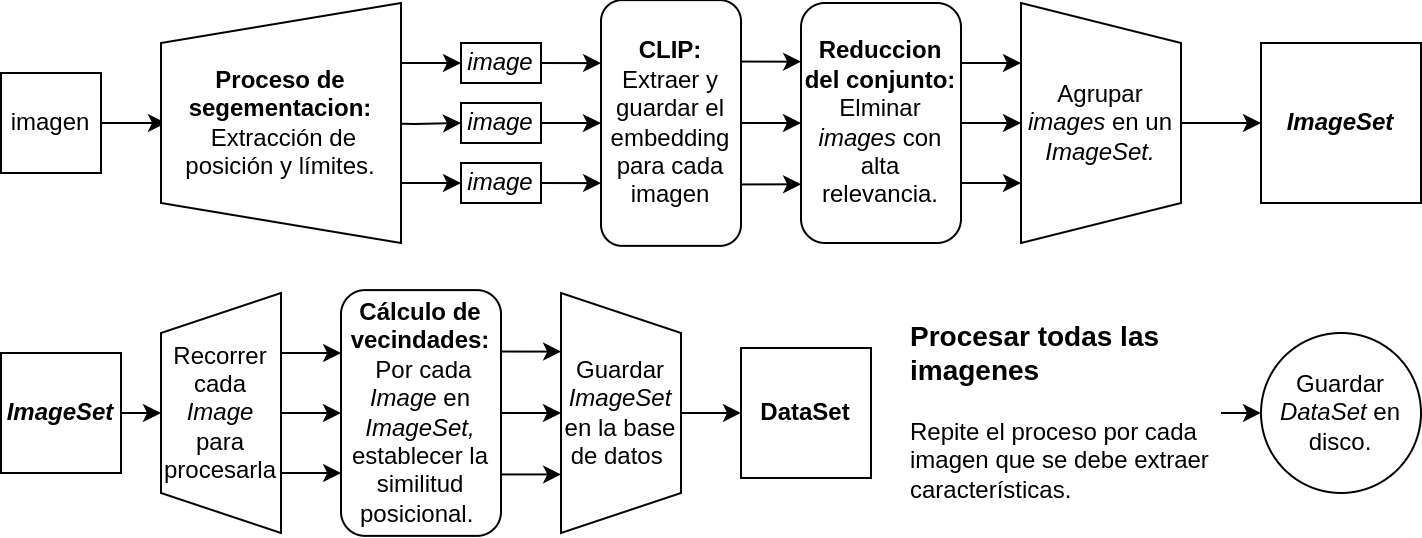 imagen
Proceso de
segementacion:
Extracción de
posición y límites.
image
image
image
CLIP:
Extraer y
guardar el
embedding
para cada
imagen
Reduccion
del conjunto:
Elminar
images con
alta
relevancia.
Agrupar
images en un
ImageSet.
ImageSet
ImageSet
Recorrer
cada
Image
para
procesarla
Cálculo de
vecindades:
Por cada
Image en
ImageSet,
establecer la
similitud
posicional.
Guardar
ImageSet
en la base
de datos
DataSet
Procesar todas las
imagenes
Repite el proceso por cada
imagen que se debe extraer
características.
Guardar
DataSet en
disco.